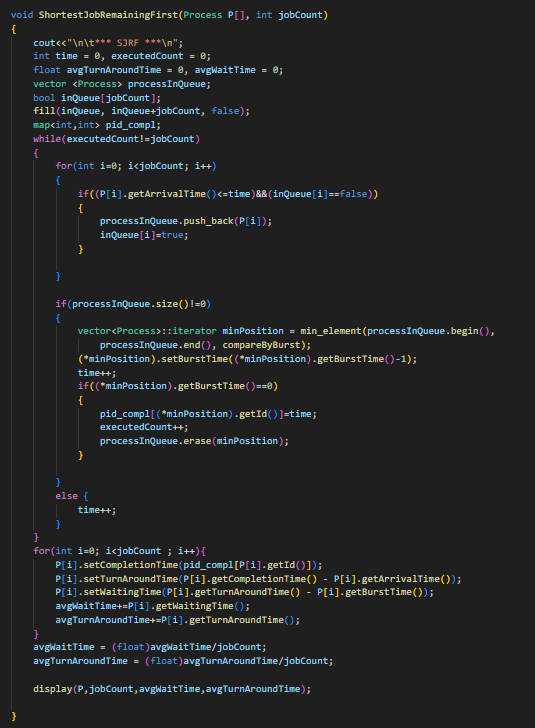 void ShortestJobRemainingFirst(Process P[], int jobCount)
{
    cout<<"\n\t*** SJRF ***\n";
    int time = 0, executedCount = 0;
    float avgTurnAroundTime = 0, avgWaitTime = 0;
    vector <Process> processInQueue;
    bool inQueue[jobCount];
    fill(inQueue, inQueue+jobCount, false);
    map<int,int> pid_compl;
    while(executedCount!=jobCount)
    {
        for(int i=0; i<jobCount; i++)
        {
            if((P[i].getArrivalTime()<=time)&&(inQueue[i]==false))
            {
                processInQueue.push_back(P[i]);
                inQueue[i]=true;
            }

        }

        if(processInQueue.size()!=0)
        {
            vector<Process>::iterator minPosition = min_element(processInQueue.begin(),
                processInQueue.end(), compareByBurst);
            (*minPosition).setBurstTime((*minPosition).getBurstTime()-1);
            time++;
            if((*minPosition).getBurstTime()==0)
            {
                pid_compl[(*minPosition).getId()]=time;
                executedCount++;
                processInQueue.erase(minPosition);
            }

        }
        else {
            time++;
        }
    }
    for(int i=0; i<jobCount ; i++){
        P[i].setCompletionTime(pid_compl[P[i].getId()]);
        P[i].setTurnAroundTime(P[i].getCompletionTime() - P[i].getArrivalTime());
        P[i].setWaitingTime(P[i].getTurnAroundTime() - P[i].getBurstTime());
        avgWaitTime+=P[i].getWaitingTime();
        avgTurnAroundTime+=P[i].getTurnAroundTime();
    }
    avgWaitTime = (float)avgWaitTime/jobCount;
    avgTurnAroundTime = (float)avgTurnAroundTime/jobCount;

    display(P,jobCount,avgWaitTime,avgTurnAroundTime);

}